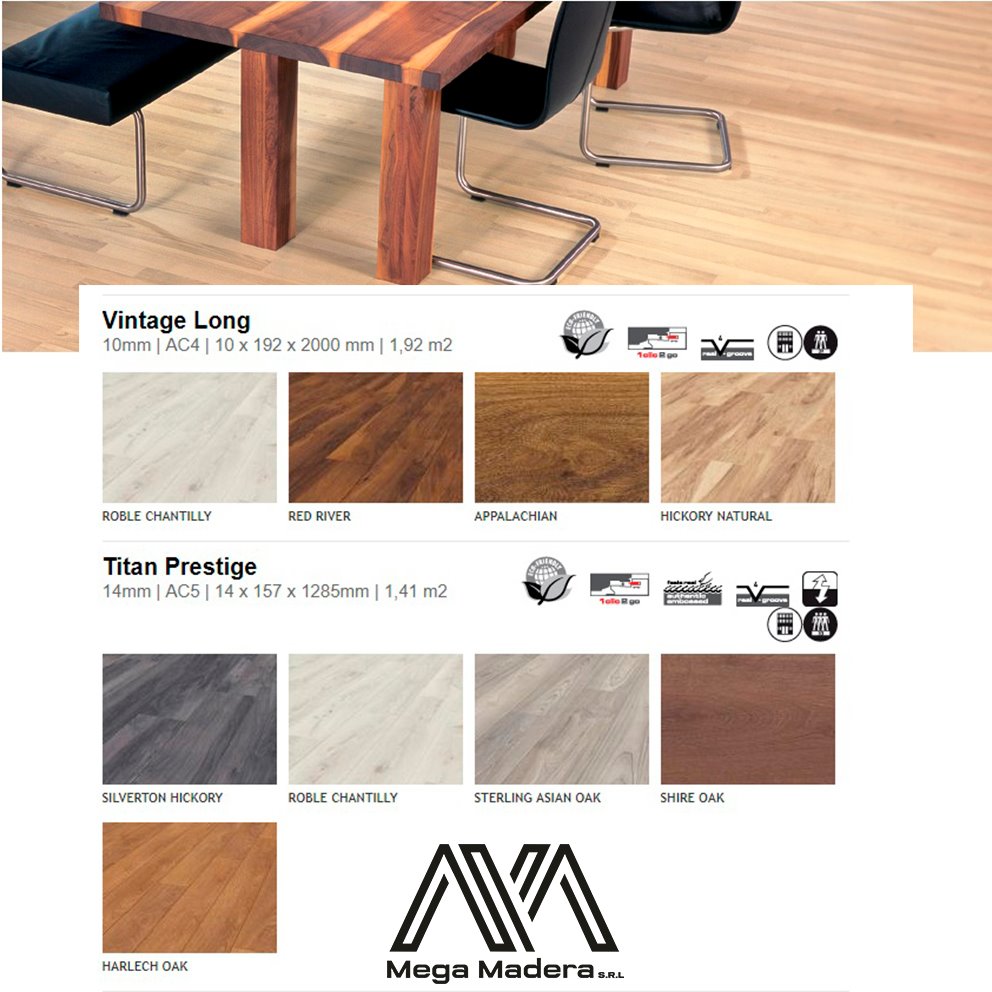 Vintage Long
10mm | AC4 | 10 x 192 x 2000 mm | 1,92 m2
ECO-FRIENDLY
1clic 2 go
real V-groove
ROBLE CHANTILLY
RED RIVER
APPALACHIAN
HICKORY NATURAL
Titan Prestige
14mm | AC5 | 14 x 157 x 1285mm | 1,41 m2
ECO-FRIENDLY
1clic 2 go
feels real
authentic
embossed
real V-groove
33
SILVERTON HICKORY
ROBLE CHANTILLY
STERLING ASIAN OAK
SHIRE OAK
HARLECH OAK
Mega Madera S.R.L